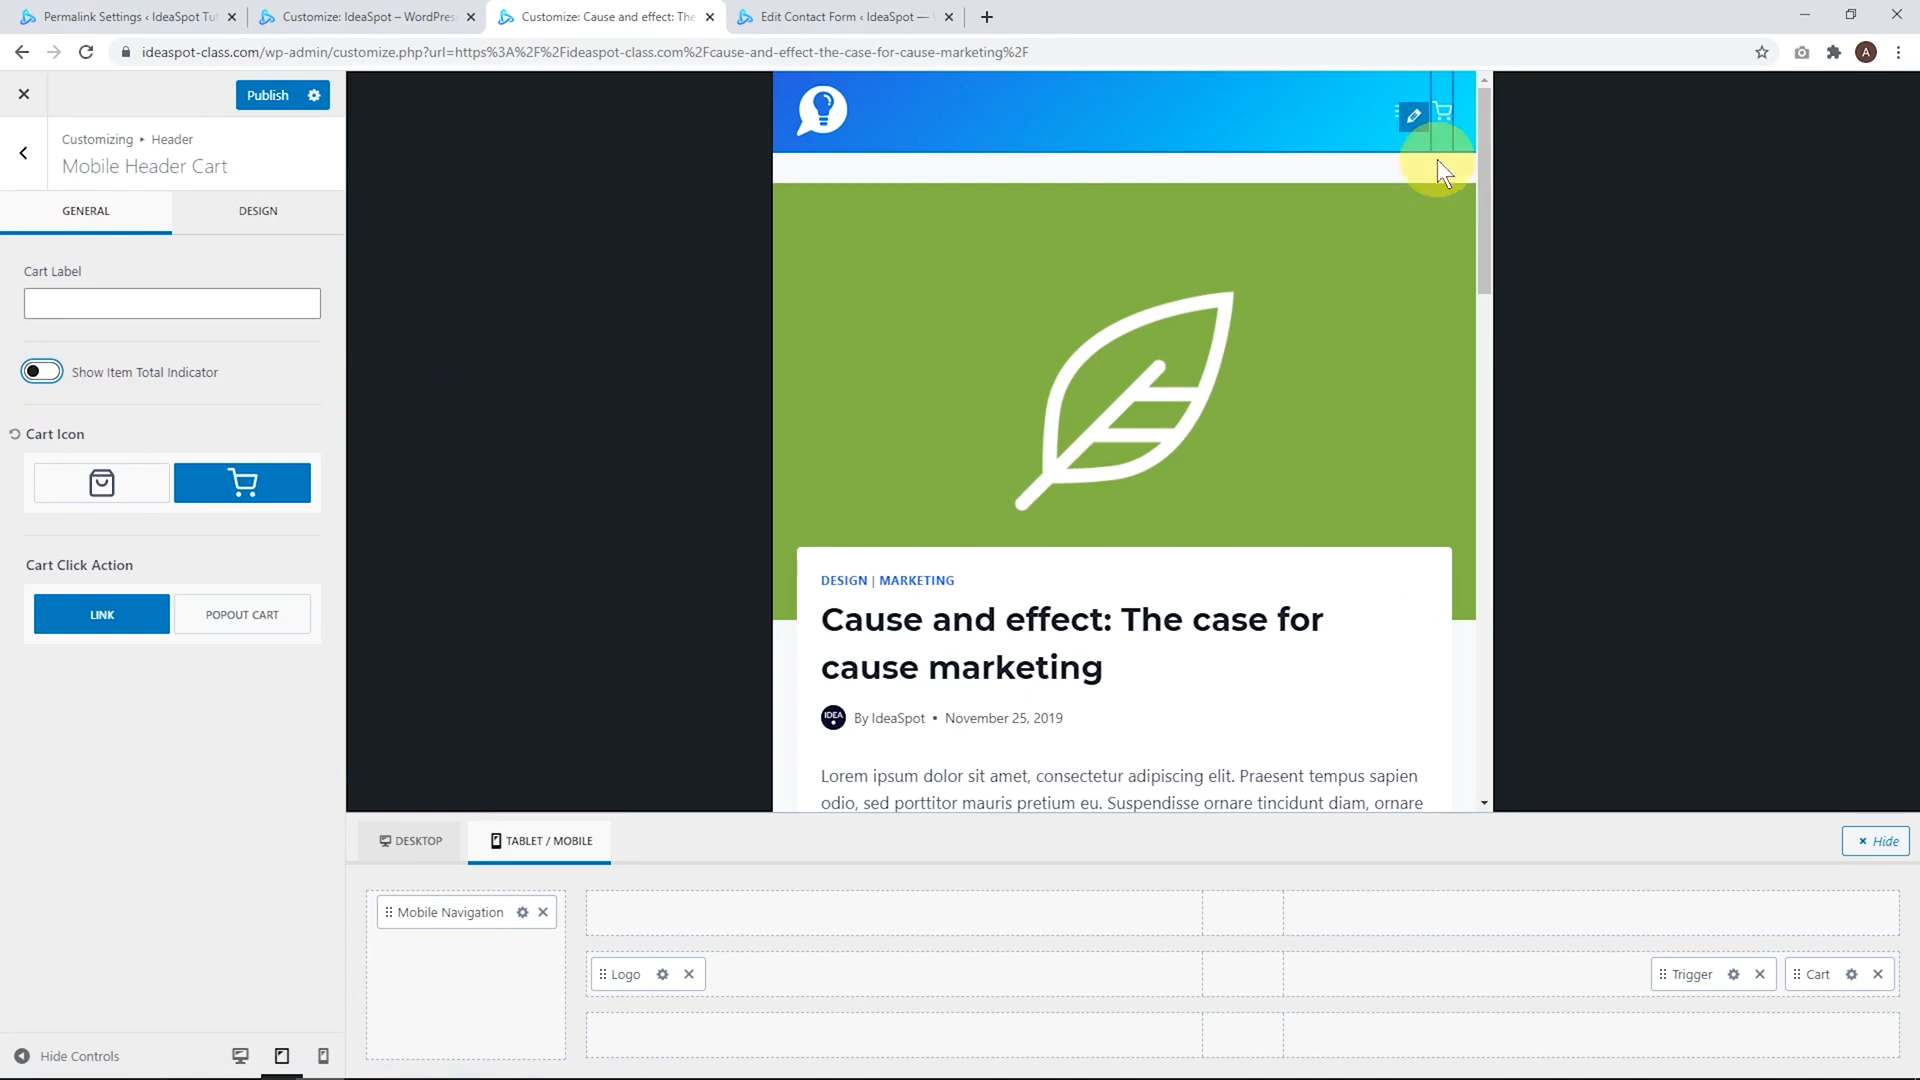 Permalink Settings ‹ IdeaSpot Tu
Customize: IdeaSpot – WordPress
Customize: Cause and effect: The
Edit Contact Form ‹ IdeaSpot —
ideaspot-class.com/wp-admin/customize.php?url=https%3A%2F%2Fideaspot-class.com%2Fcause-and-effect-the-case-for-cause-marketing%2F
A
Publish
Customizing ▸ Header
Mobile Header Cart
GENERAL
DESIGN
Cart Label
Show Item Total Indicator
Cart Icon
Cart Click Action
LINK
POPOUT CART
DESIGN | MARKETING
Cause and effect: The case for
cause marketing
IDEA
By IdeaSpot • November 25, 2019
Lorem ipsum dolor sit amet, consectetur adipiscing elit. Praesent tempus sapien
odio, sed porttitor mauris pretium eu. Suspendisse ornare tincidunt diam, ornare
DESKTOP
TABLET / MOBILE
Hide
Mobile Navigation
Logo
Trigger
Cart
Hide Controls